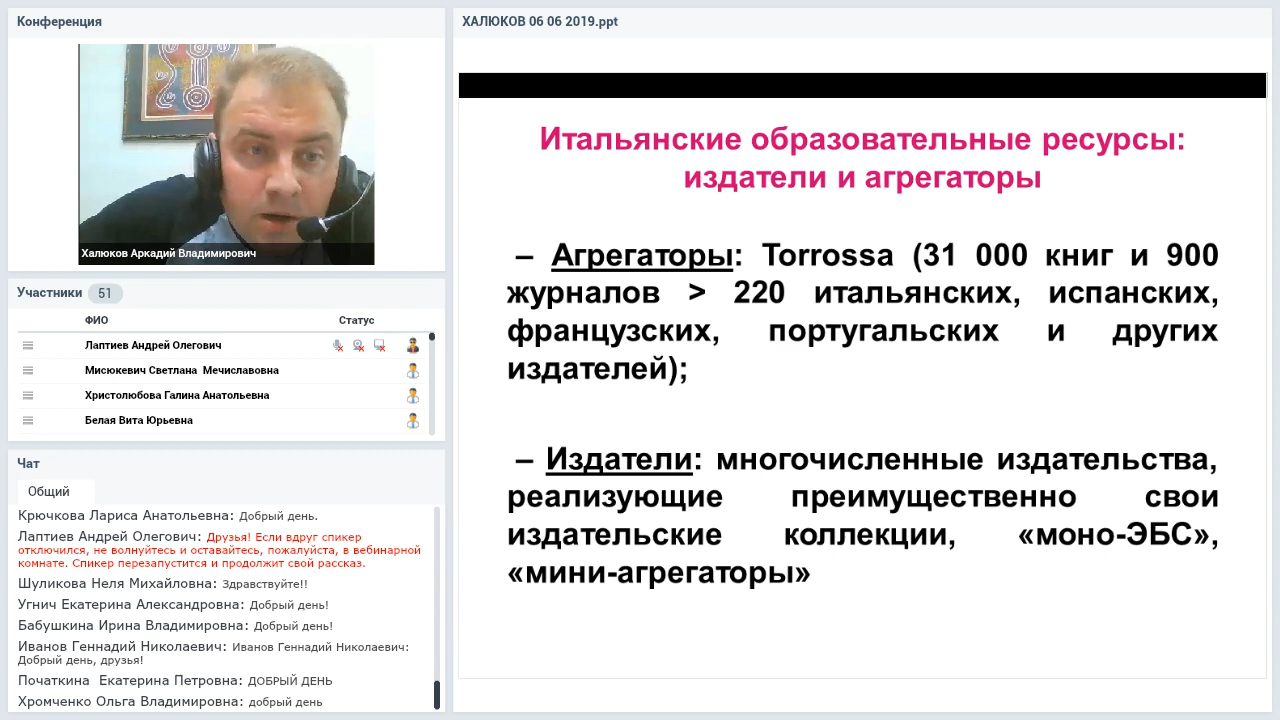 Конференция
Халюков Аркадий Владимирович
Участники 51
ФИО Статус
Лаптиев Андрей Олегович
Мисюкевич Светлана Мечиславовна
Христолюбова Галина Анатольевна
Белая Вита Юрьевна
Чат
Общий
Крючкова Лариса Анатольевна: Добрый день.
Лаптиев Андрей Олегович: Друзья! Если вдруг спикер
отключился, не волнуйтесь и оставайтесь, пожалуйста, в вебинарной
комнате. Спикер перезапустится и продолжит свой рассказ.
Шуликова Неля Михайловна: Здравствуйте!!
Угнич Екатерина Александровна: Добрый день!
Бабушкина Ирина Владимировна: Добрый день!
Иванов Геннадий Николаевич: Иванов Геннадий Николаевич:
Добрый день, друзья!
Початкина Екатерина Петровна: ДОБРЫЙ ДЕНЬ
Хромченко Ольга Владимировна: добрый день
ХАЛЮКОВ 06 06 2019.ppt
Итальянские образовательные ресурсы:
издатели и агрегаторы
– Агрегаторы: Torrossa (31 000 книг и 900
журналов > 220 итальянских, испанских,
французских, португальских и других
издателей);
– Издатели: многочисленные издательства,
реализующие преимущественно свои
издательские коллекции, «моно-ЭБС»,
«мини-агрегаторы»